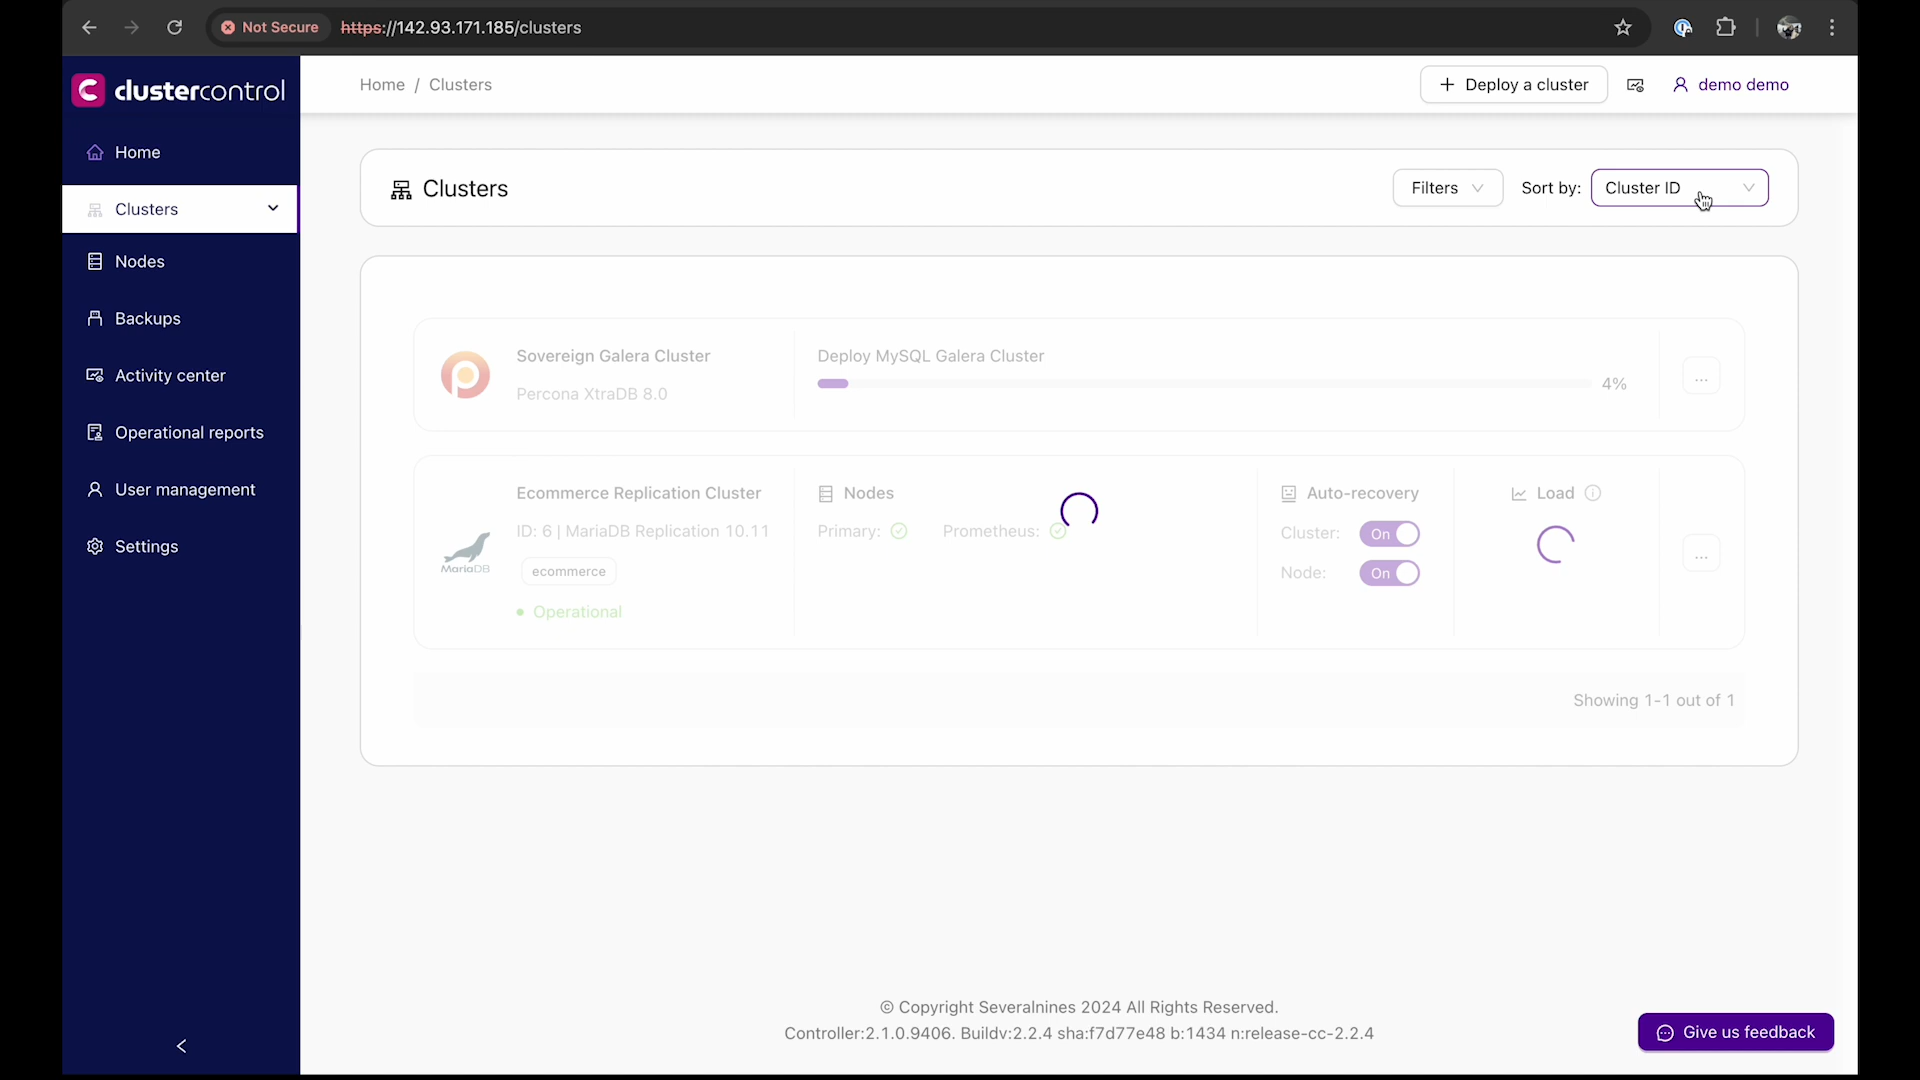 Not Secure https://142.93.171.185/clusters
clustercontrol
Home / Clusters
Deploy a cluster
demo demo
Home
Clusters
Nodes
Backups
Activity center
Operational reports
User management
Settings
Clusters
Filters
Sort by: Cluster ID
Sovereign Galera Cluster
Percona XtraDB 8.0
Deploy MySQL Galera Cluster
4%
...
Ecommerce Replication Cluster
ID: 6 | MariaDB Replication 10.11
MariaDB
ecommerce
Operational
Nodes
Primary:
Prometheus:
Auto-recovery
Cluster: On
Node: On
Load
...
Showing 1-1 out of 1
© Copyright Severalnines 2024 All Rights Reserved.
Controller:2.1.0.9406. Buildv:2.2.4 sha:f7d77e48 b:1434 n:release-cc-2.2.4
Give us feedback